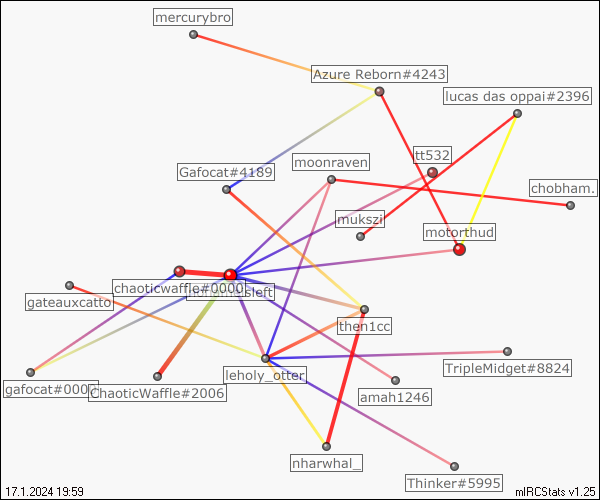 mercurybro
Azure Reborn#4243
lucas das oppai#2396
tt532
moonraven
Gafocat#4189
chobham.
mukszi
motorthud
chaoticwaffle#0000
gateauxcatto
then1cc
TripleMidget#8824
leholy_otter
gafocat#000
ChaoticWaffle#2006
amah1246
nharwhal_
Thinker#5995
17.1.2024 19:59
mIRCStats v1.25